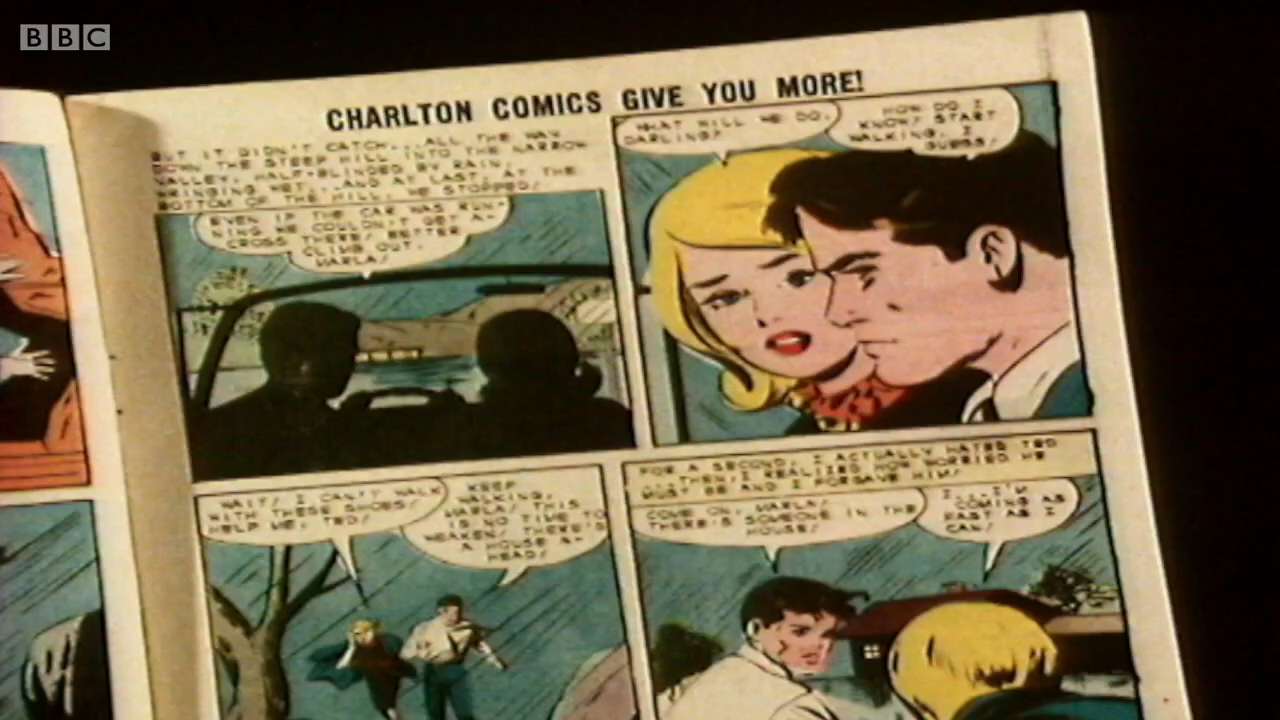 BBC
CHARLTON COMICS GIVE YOU MORE!
BUT IT DIDN'T CATCH...ALL THE WAY
DOWN THE STEEP HILL, INTO THE NARROW
VALLEY, HALF-BLINDED BY RAIN,
WRINGING WET...AND AT LAST, AT THE
BOTTOM OF THE HILL, WE STOPPED!
EVEN IF THE CAR WAS RUN-
NING WE COULDN'T GET A-
CROSS THERE! BETTER
CLIMB OUT,
MARLA!
WHAT WILL WE DO,
DARLING?
HOW DO I
KNOW? START
WALKING, I
GUESS!
WAIT! I CAN'T WALK
WITH THESE SHOES!
HELP ME, TED!
KEEP
WALKING,
MARLA! THIS
IS NO TIME TO
WEAKEN! THERE'S
A HOUSE A-
HEAD!
FOR A SECOND, I ACTUALLY HATED TED
...THEN I REALIZED HOW WORRIED HE
MUST BE AND I FORGAVE HIM!
COME ON, MARLA!
THERE'S SOMEONE IN THE
HOUSE!
I...I'M
COMING AS
FAST AS I
CAN!